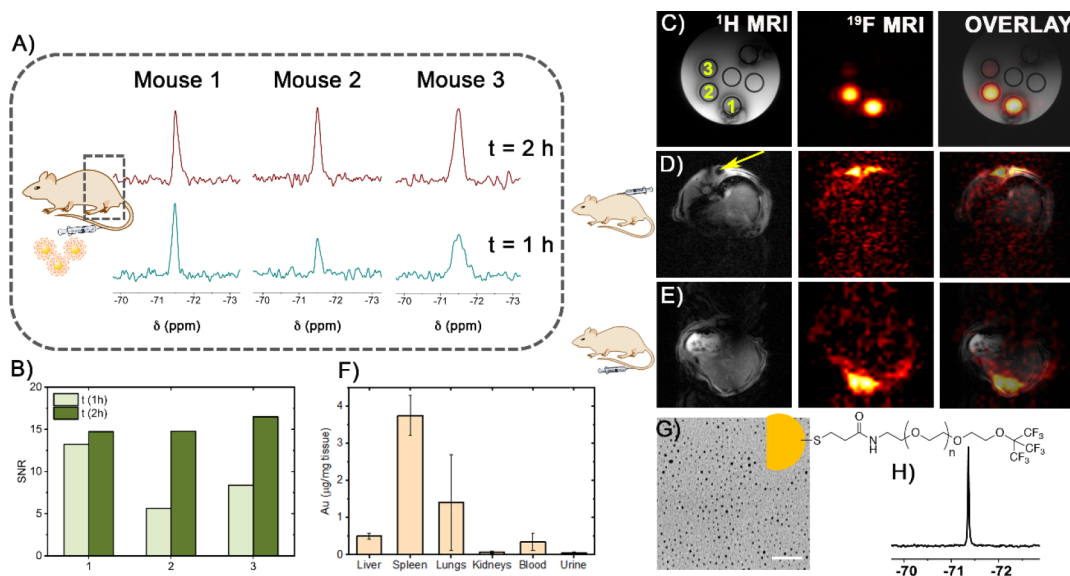 A)
Mouse 1 Mouse 2 Mouse 3
t = 2 h
t = 1 h
-70 -71 -72 -73 -70 -71 -72 -73 -70 -71 -72 -73
δ (ppm) δ (ppm) δ (ppm)
B)
20
15
10
5
0
SNR
t (1h)
t (2h)
1 2 3
F)
4
3
2
1
0
Au (µg/mg tissue)
Liver Spleen Lungs Kidneys Blood Urine
C) ¹H MRI ¹⁹F MRI OVERLAY
3
2
1
D)
E)
G)
S O N H O n O O CF₃ CF₃ CF₃
H)
-70 -71 -72